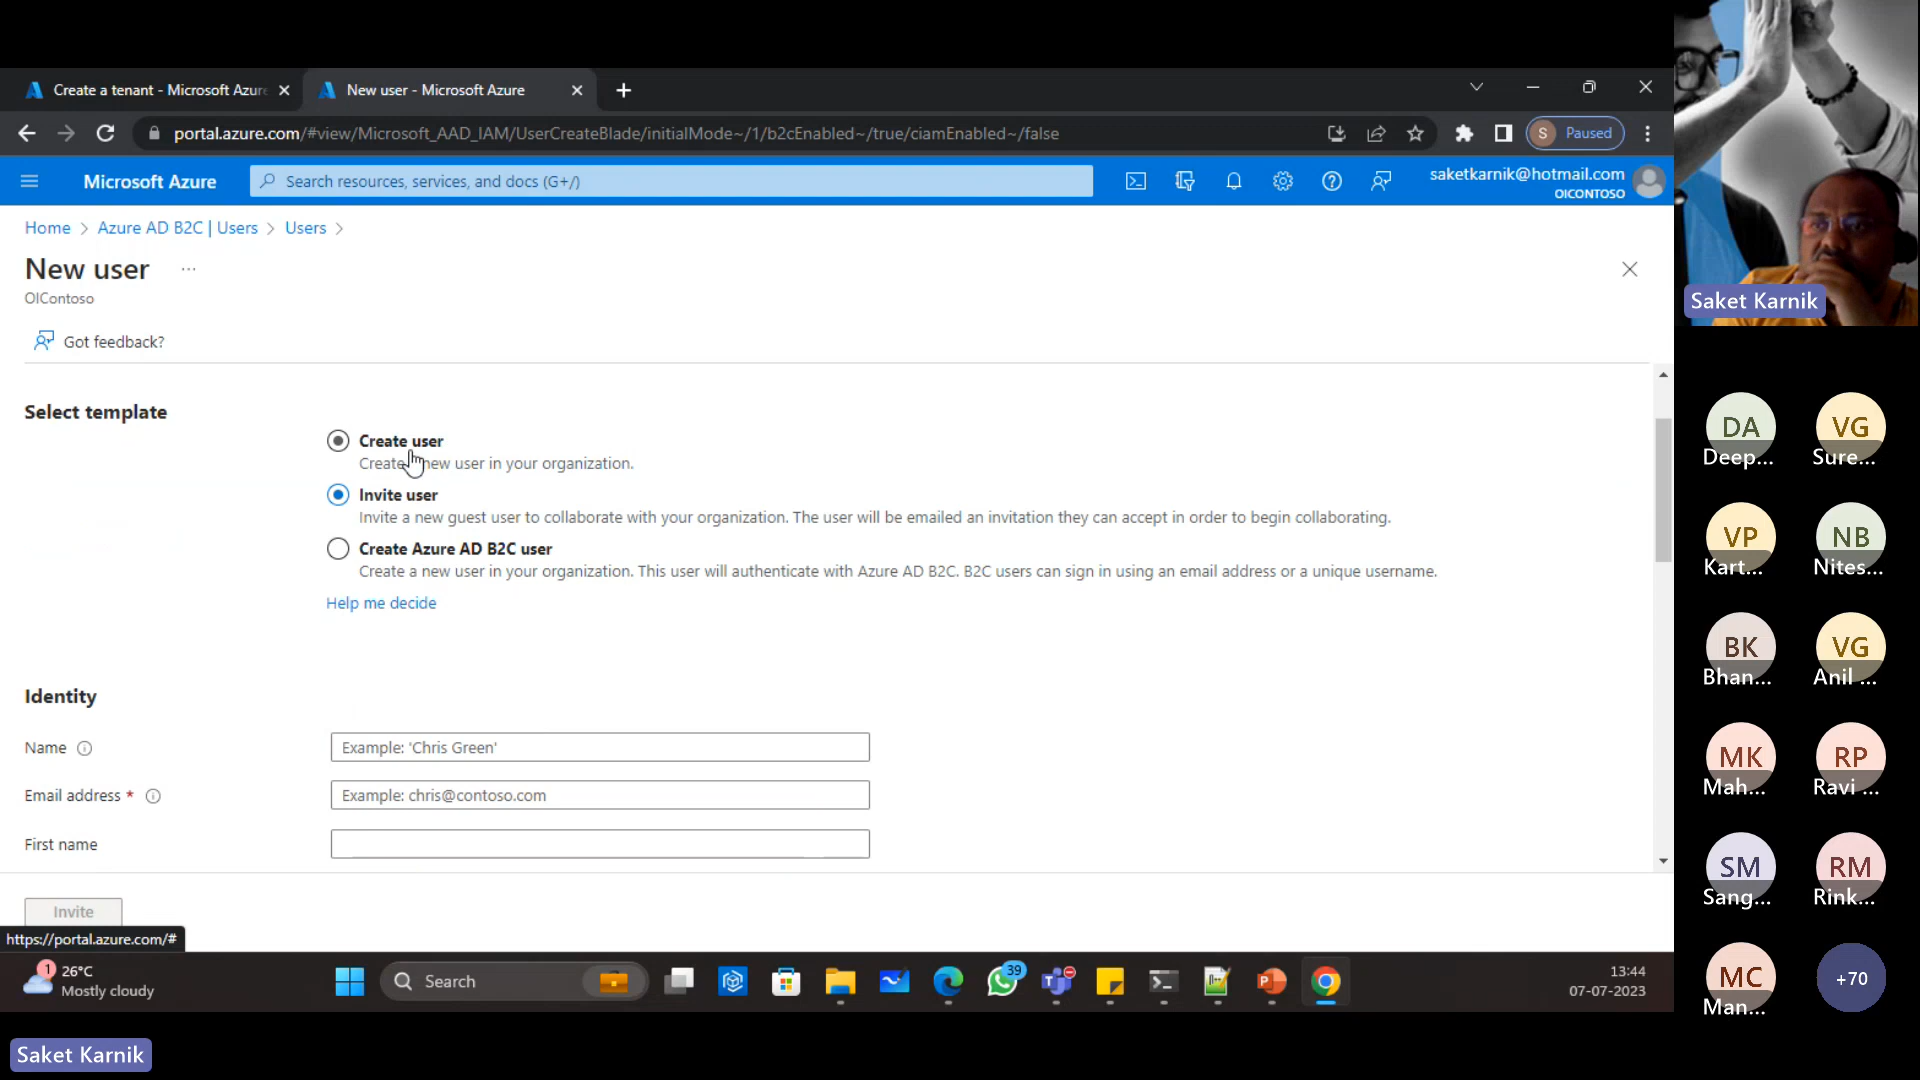 Create a tenant - Microsoft Azure
New user - Microsoft Azure
portal.azure.com/#view/Microsoft_AAD_IAM/UserCreateBlade/initialMode~/1/b2cEnabled~/true/ciamEnabled~/false
S Paused
Microsoft Azure
Search resources, services, and docs (G+/)
saketkarnik@hotmail.com
OICONTOSO
Home > Azure AD B2C | Users > Users >
New user ...
OIContoso
Got feedback?
Select template
Create user
Create new user in your organization.
Invite user
Invite a new guest user to collaborate with your organization. The user will be emailed an invitation they can accept in order to begin collaborating.
Create Azure AD B2C user
Create a new user in your organization. This user will authenticate with Azure AD B2C. B2C users can sign in using an email address or a unique username.
Help me decide
Identity
Name
Example: 'Chris Green'
Email address *
Example: chris@contoso.com
First name
Invite
https://portal.azure.com/#
1
26°C
Mostly cloudy
Search
39
13:44
07-07-2023
Saket Karnik
Saket Karnik
DA
Deep...
VG
Sure...
VP
Kart...
NB
Nites...
BK
Bhan...
VG
Anil ...
MK
Mah...
RP
Ravi ...
SM
Sang...
RM
Rink...
MC
Man...
+70